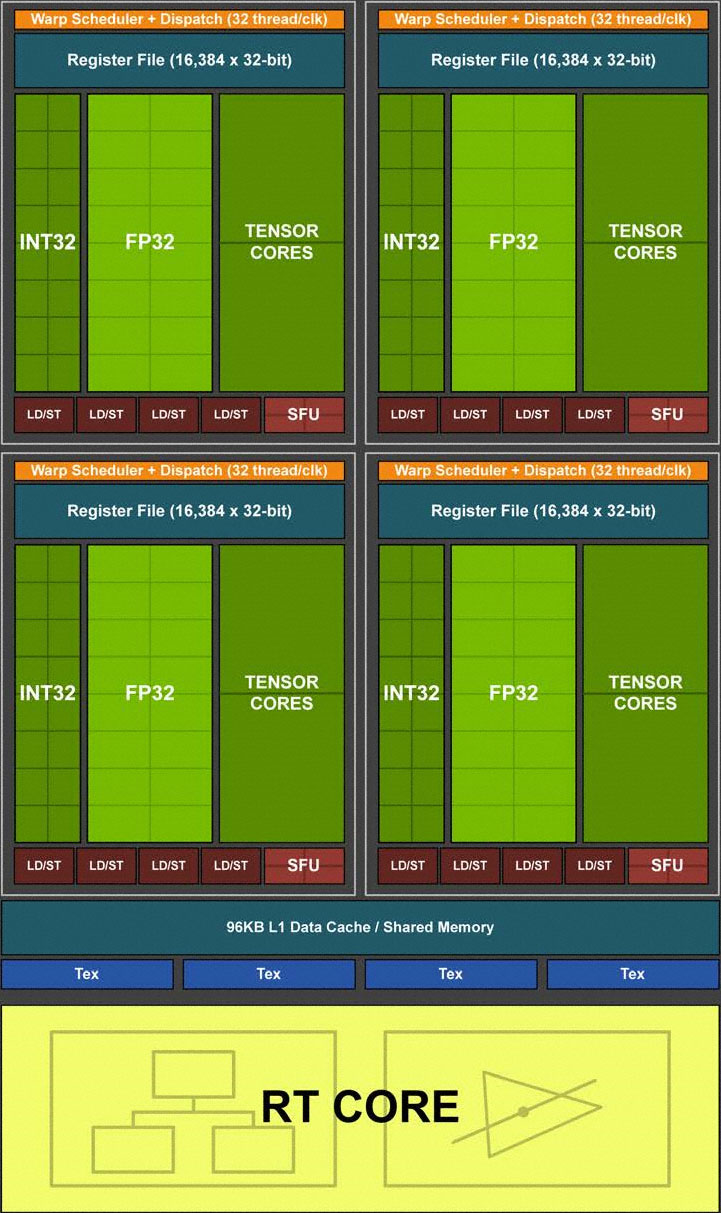 Warp Scheduler + Dispatch (32 thread/clk)
Register File (16,384 x 32-bit)
INT32
FP32
TENSOR
CORES
LD/ST
LD/ST
LD/ST
LD/ST
SFU
Warp Scheduler + Dispatch (32 thread/clk)
Register File (16,384 x 32-bit)
INT32
FP32
TENSOR
CORES
LD/ST
LD/ST
LD/ST
LD/ST
SFU
Warp Scheduler + Dispatch (32 thread/clk)
Register File (16,384 x 32-bit)
INT32
FP32
TENSOR
CORES
LD/ST
LD/ST
LD/ST
LD/ST
SFU
Warp Scheduler + Dispatch (32 thread/clk)
Register File (16,384 x 32-bit)
INT32
FP32
TENSOR
CORES
LD/ST
LD/ST
LD/ST
LD/ST
SFU
96KB L1 Data Cache / Shared Memory
Tex
Tex
Tex
Tex
RT CORE